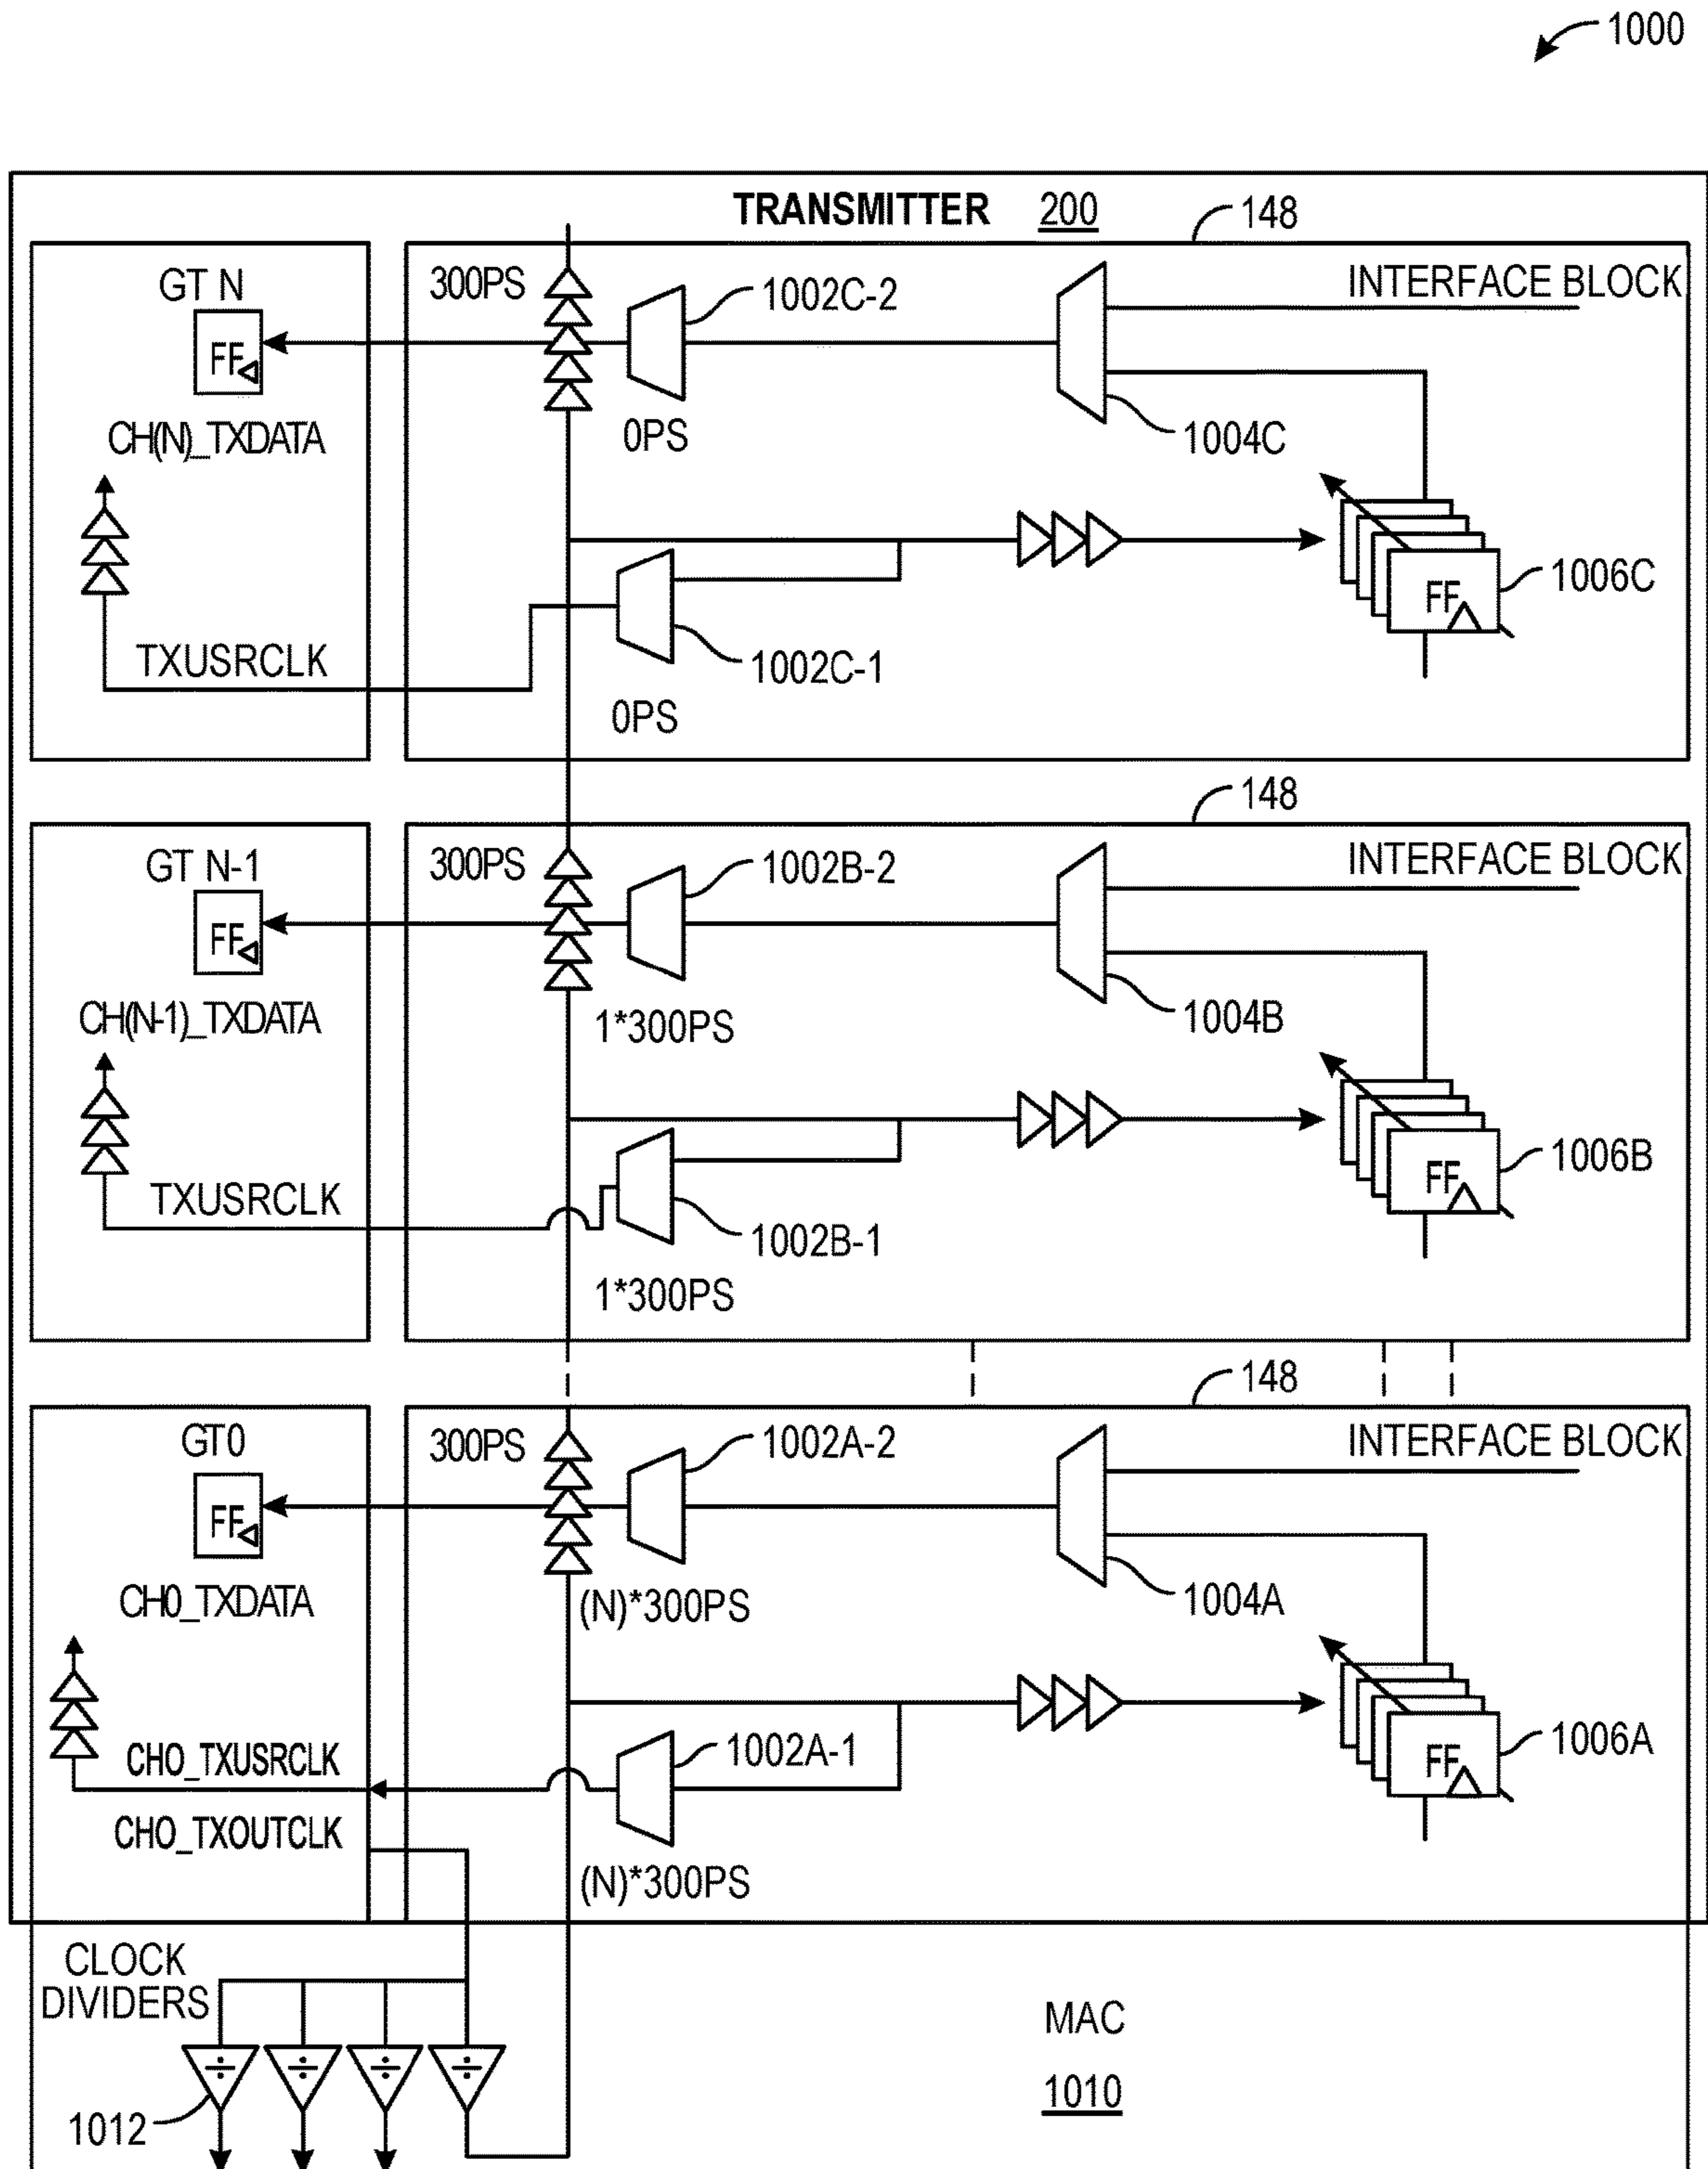 1000
TRANSMITTER 200
148
GT N
300PS
1002C-2
INTERFACE BLOCK
FF
CH(N)_TXDATA
0PS
1004C
FF
1006C
TXUSRCLK
1002C-1
0PS
148
GT N-1
300PS
1002B-2
INTERFACE BLOCK
FF
CH(N-1)_TXDATA
1*300PS
1004B
FF
1006B
TXUSRCLK
1002B-1
1*300PS
148
GT0
300PS
1002A-2
INTERFACE BLOCK
FF
CH0_TXDATA
(N)*300PS
1004A
CHO_TXUSRCLK
1002A-1
FF
1006A
CHO_TXOUTCLK
(N)*300PS
CLOCK
DIVIDERS
MAC
÷ ÷ ÷ ÷
1010
1012